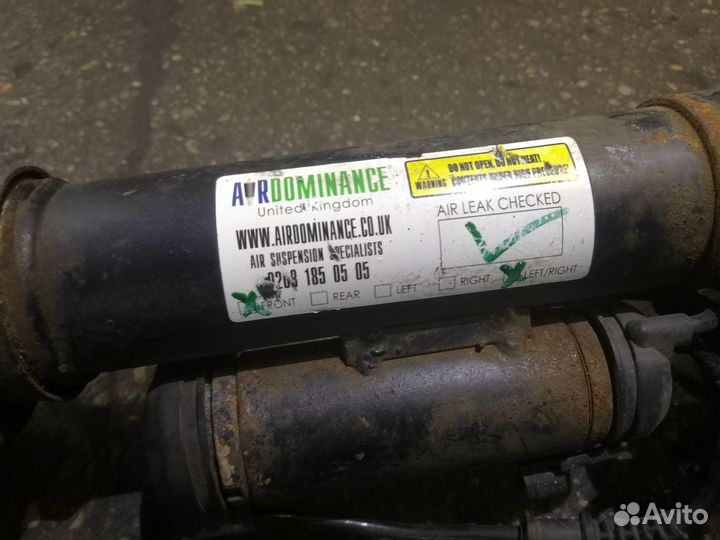 AIRDOMINANCE
United Kingdom
WWW.AIRDOMINANCE.CO.UK
AIR SUSPENSION SPECIALISTS
0203 185 05 05
FRONT REAR LEFT RIGHT LEFT/RIGHT
WARNING
DO NOT OPEN, DO NOT HEAT!
CONTENTS UNDER HIGH PRESSURE
AIR LEAK CHECKED
Avito